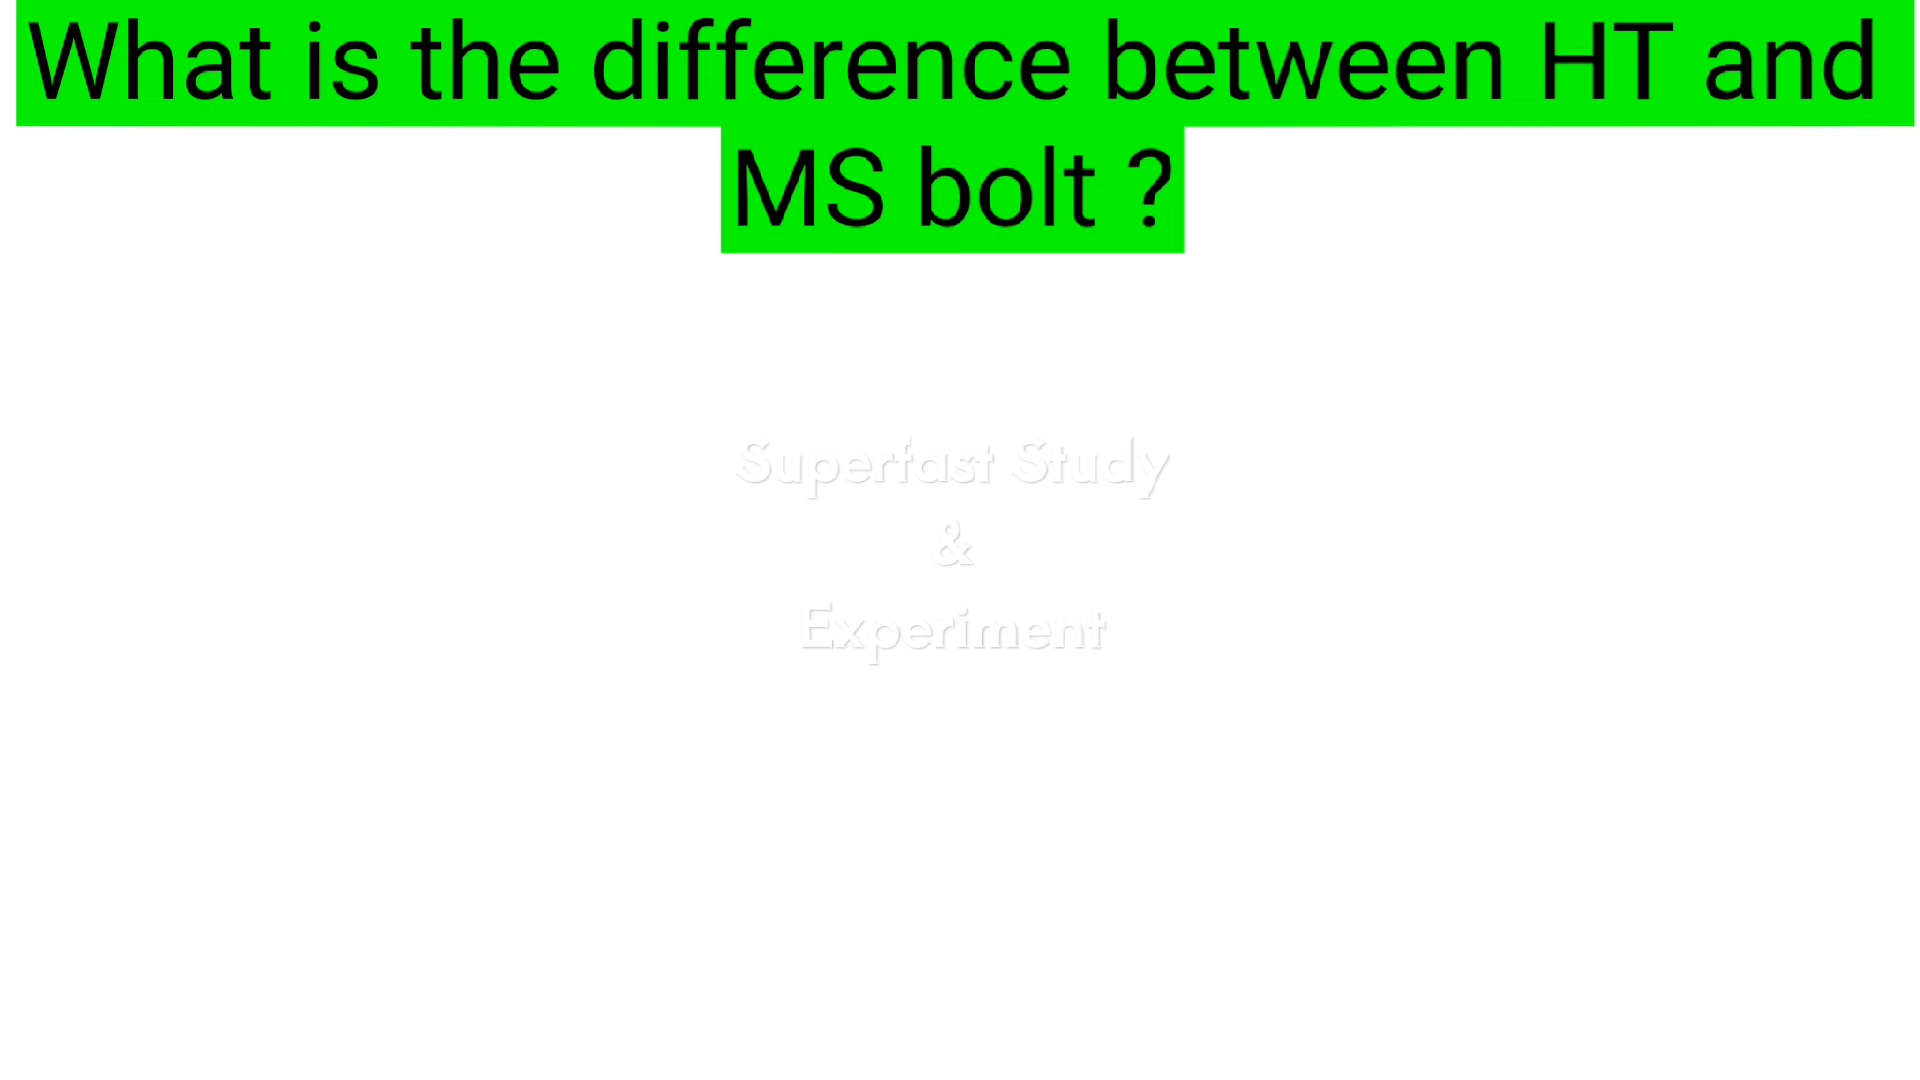 What is the difference between HT and
MS bolt ?
Superfast Study
&
Experiment